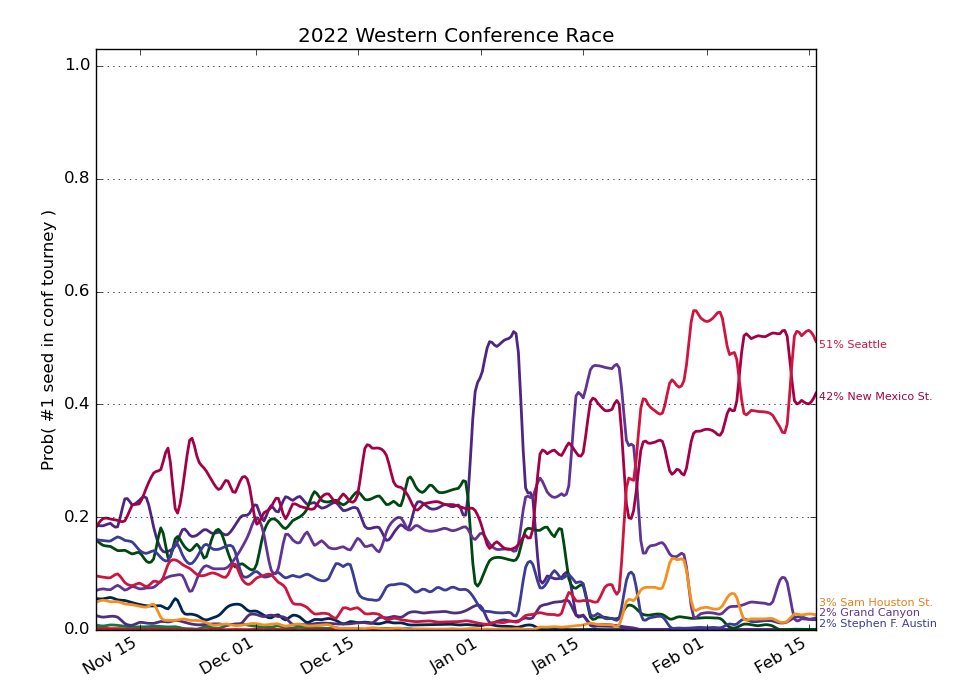 2022 Western Conference Race
Prob( #1 seed in conf tourney )
1.0
0.8
0.6
0.4
0.2
0.0
51% Seattle
42% New Mexico St.
3% Sam Houston St.
2% Grand Canyon
2% Stephen F. Austin
Nov 15
Dec 01
Dec 15
Jan 01
Jan 15
Feb 01
Feb 15